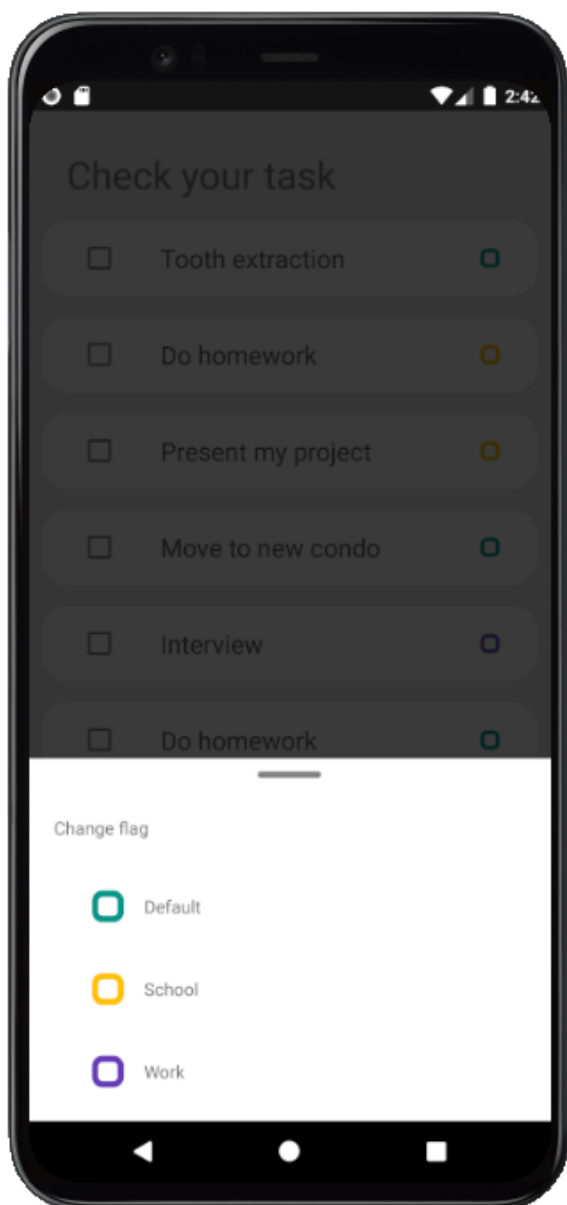 2:42
Check your task
Tooth extraction
Do homework
Present my project
Move to new condo
Interview
Do homework
Change flag
Default
School
Work